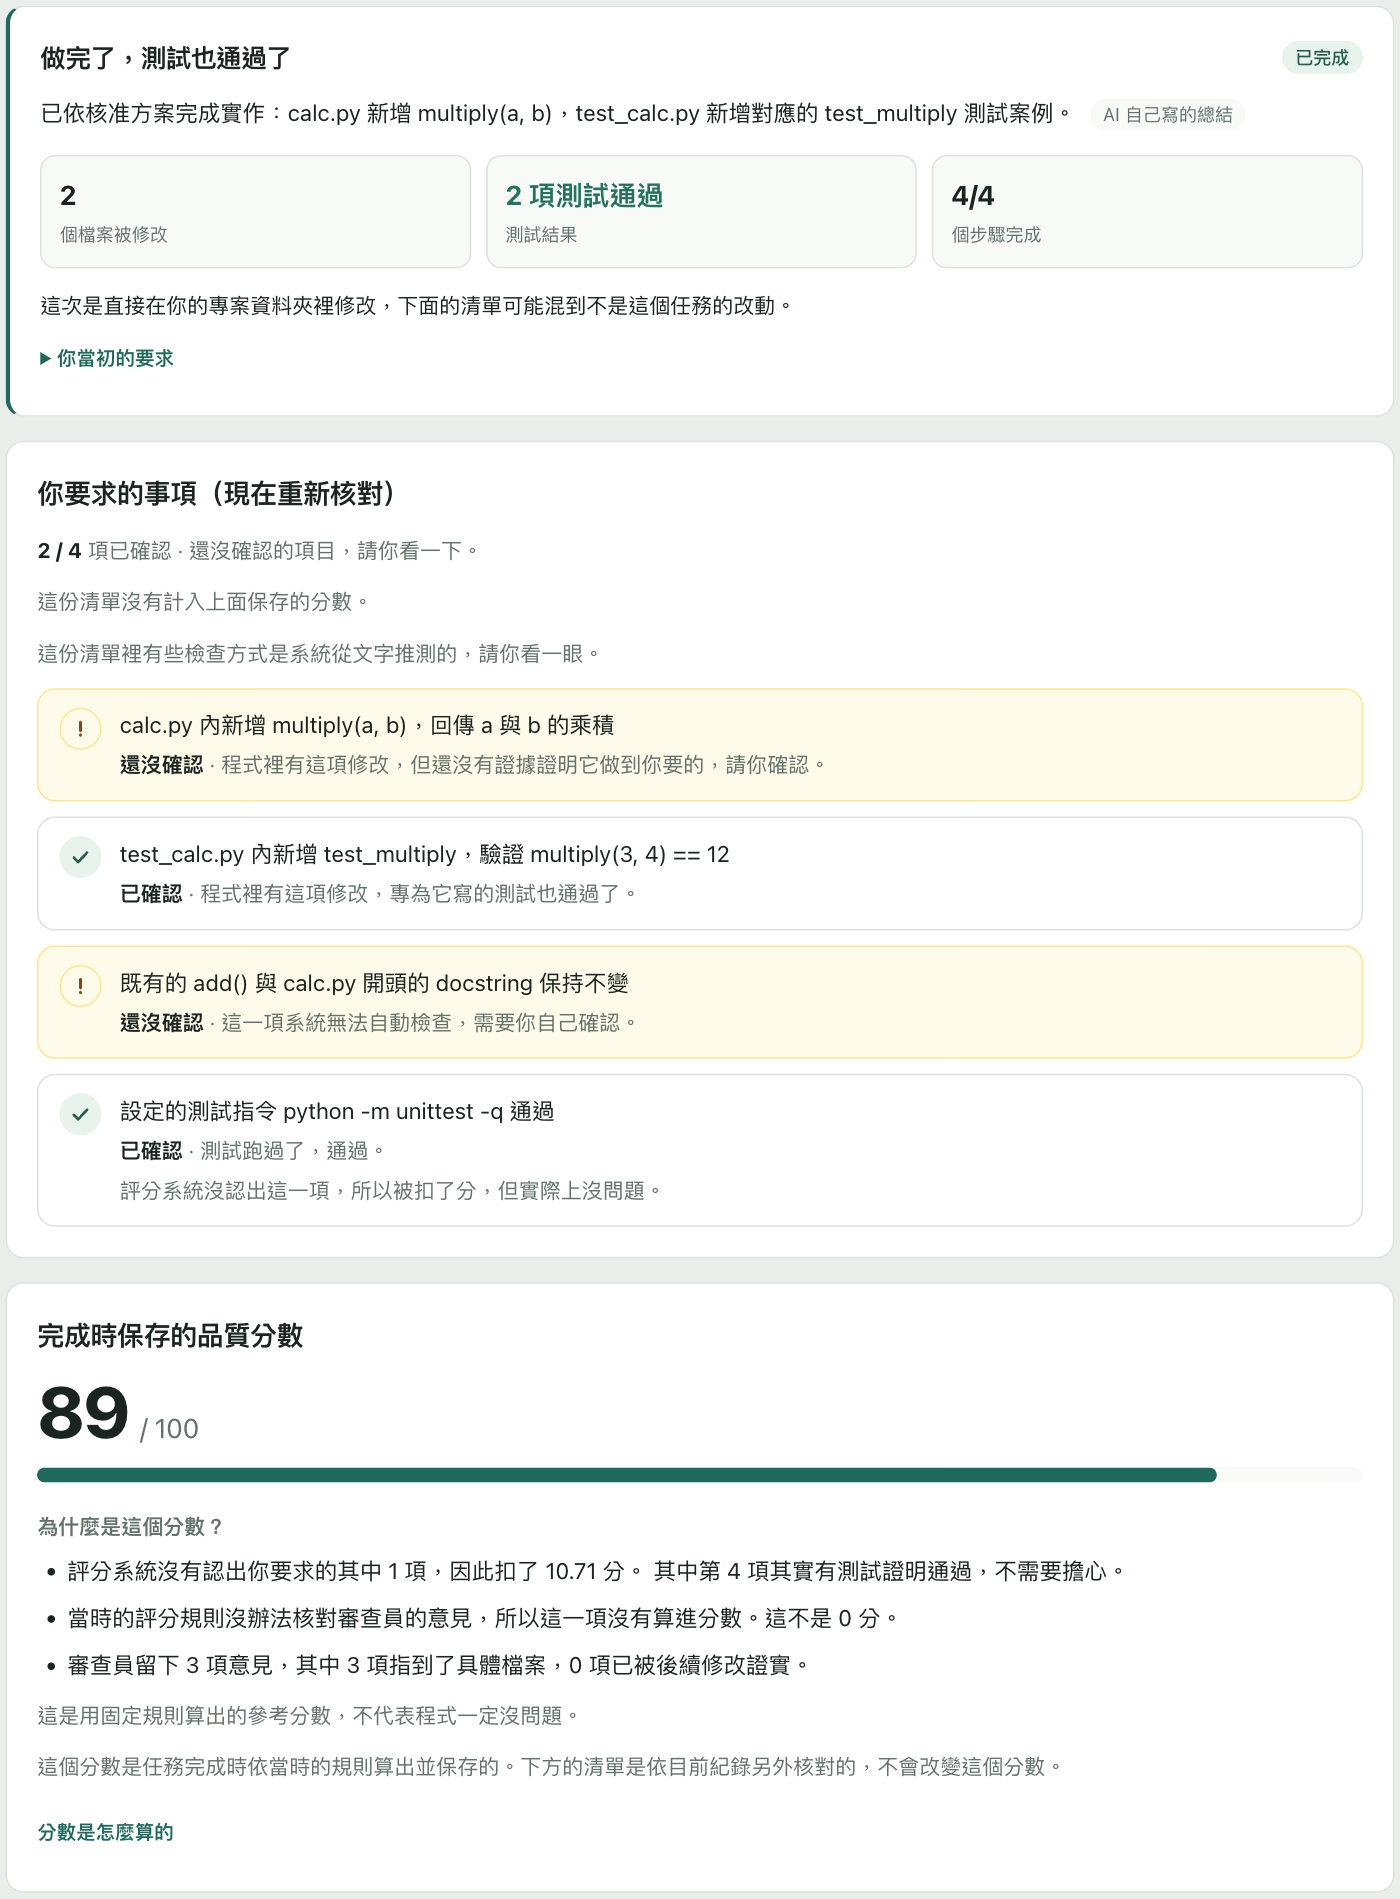 做完了，測試也通過了
已完成
已依核准方案完成實作：calc.py 新增 multiply(a, b)，test_calc.py 新增對應的 test_multiply 測試案例。
AI 自己寫的總結
2
個檔案被修改
2 項測試通過
測試結果
4/4
個步驟完成
這次是直接在你的專案資料夾裡修改，下面的清單可能混到不是這個任務的改動。
▶ 你當初的要求
你要求的事項（現在重新核對）
2 / 4 項已確認 · 還沒確認的項目，請你看一下。
這份清單沒有計入上面保存的分數。
這份清單裡有些檢查方式是系統從文字推測的，請你看一眼。
calc.py 內新增 multiply(a, b)，回傳 a 與 b 的乘積
還沒確認 · 程式裡有這項修改，但還沒有證據證明它做到你要的，請你確認。
test_calc.py 內新增 test_multiply，驗證 multiply(3, 4) == 12
已確認 · 程式裡有這項修改，專為它寫的測試也通過了。
既有的 add() 與 calc.py 開頭的 docstring 保持不變
還沒確認 · 這一項系統無法自動檢查，需要你自己確認。
設定的測試指令 python -m unittest -q 通過
已確認 · 測試跑過了，通過。
評分系統沒認出這一項，所以被扣了分，但實際上沒問題。
完成時保存的品質分數
89 / 100
為什麼是這個分數？
• 評分系統沒有認出你要求的其中 1 項，因此扣了 10.71 分。 其中第 4 項其實有測試證明通過，不需要擔心。
• 當時的評分規則沒辦法核對審查員的意見，所以這一項沒有算進分數。這不是 0 分。
• 審查員留下 3 項意見，其中 3 項指到了具體檔案，0 項已被後續修改證實。
這是用固定規則算出的參考分數，不代表程式一定沒問題。
這個分數是任務完成時依當時的規則算出並保存的。下方的清單是依目前紀錄另外核對的，不會改變這個分數。
分數是怎麼算的